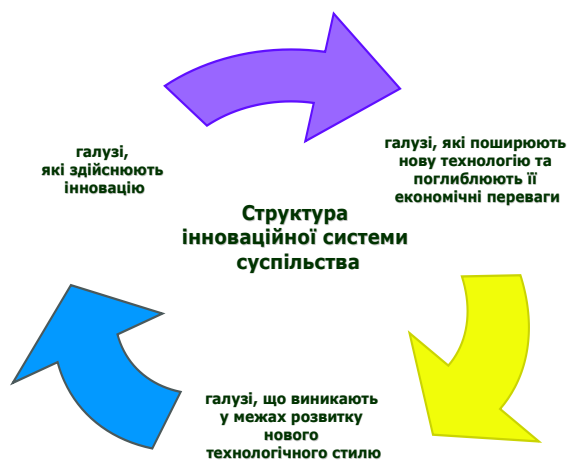 галузі,
які здійснюють
інновацію
галузі, які поширюють
нову технологію та
поглиблюють її
економічні переваги
Структура
інноваційної системи
суспільства
галузі, що виникають
у межах розвитку
нового
технологічного стилю